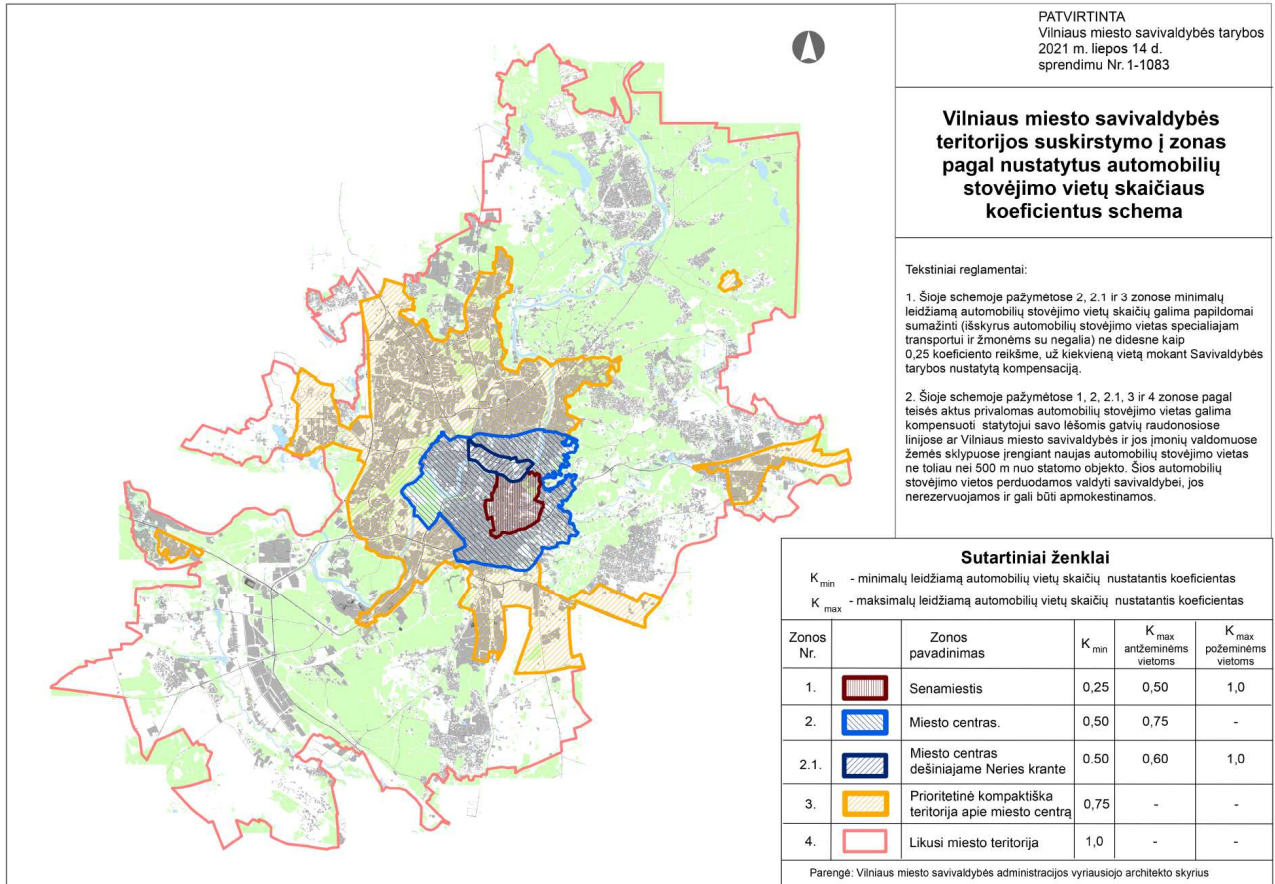 PATVIRTINTA
Vilniaus miesto savivaldybės tarybos
2021 m. liepos 14 d.
sprendimu Nr. 1-1083
Vilniaus miesto savivaldybės
teritorijos suskirstymo į zonas
pagal nustatytus automobilių
stovėjimo vietų skaičiaus
koeficientus schema
Tekstiniai reglamentai:
1. Šioje schemoje pažymėtose 2, 2.1 ir 3 zonose minimalų
leidžiamą automobilių stovėjimo vietų skaičių galima papildomai
sumažinti (išskyrus automobilių stovėjimo vietas specialiajam
transportui ir žmonėms su negalia) ne didesne kaip
0,25 koeficiento reikšme, už kiekvieną vietą mokant Savivaldybės
tarybos nustatytą kompensaciją.
2. Šioje schemoje pažymėtose 1, 2, 2.1, 3 ir 4 zonose pagal
teisės aktus privalomas automobilių stovėjimo vietas galima
kompensuoti statytojui savo lėšomis gatvių raudonosiose
linijose ar Vilniaus miesto savivaldybė ir jos įmonių valdomuose
žemės sklypuose įrengiant naujas automobilių stovėjimo vietas
ne toliau nei 500 m nuo statomo objekto. Šios automobilių
stovėjimo vietos perduodamos valdyti savivaldybei, jos
nerezervuojamos ir gali būti apmokestinamos.
Sutartiniai ženklai
K min - minimalų leidžiamą automobilių vietų skaičių nustatantis koeficientas
K max - maksimalų leidžiamą automobilių vietų skaičių nustatantis koeficientas
Zonos Nr. Zonos pavadinimas K min K max antžeminėms vietoms K max požeminėms vietoms
1. Senamiestis 0,25 0,50 1,0
2. Miesto centras. 0,50 0,75 -
2.1. Miesto centras dešiniajame Neries krante 0.50 0,60 1,0
3. Prioritetinė kompaktiška teritorija apie miesto centrą 0,75 - -
4. Likusi miesto teritorija 1,0 - -
Parengė: Vilniaus miesto savivaldybės administracijos vyriausiojo architekto skyrius